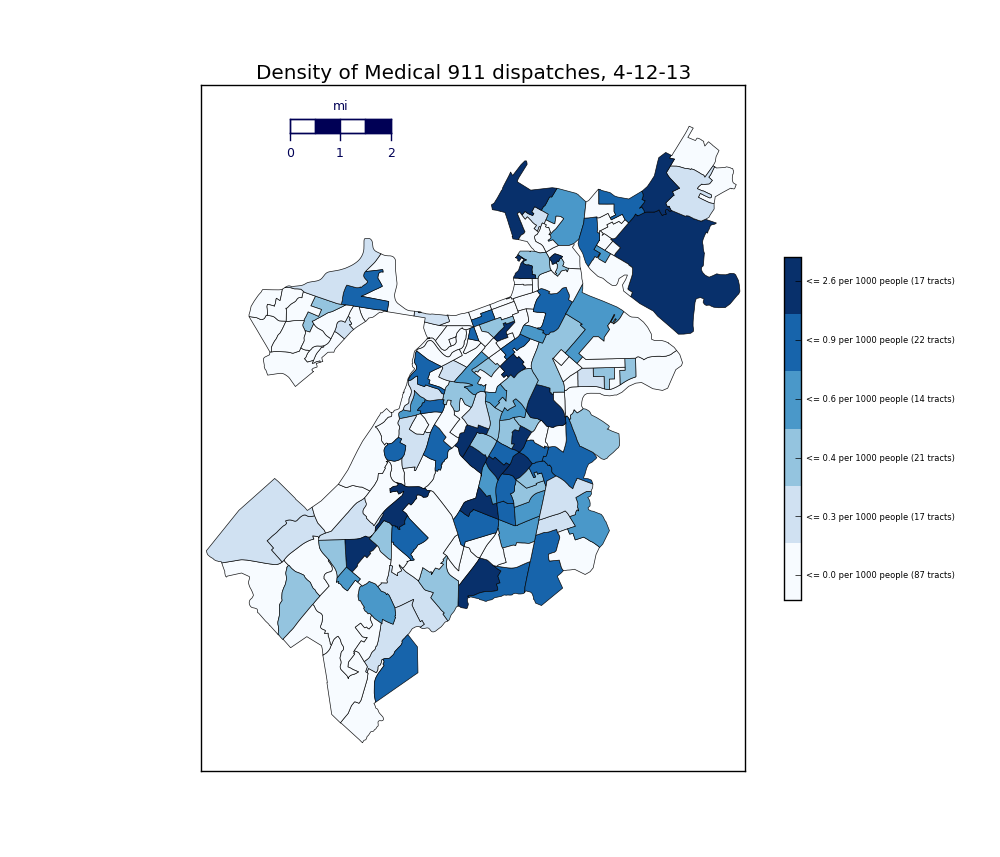 Density of Medical 911 dispatches, 4-12-13
mi
0 1 2
<= 2.6 per 1000 people (17 tracts)
<= 0.9 per 1000 people (22 tracts)
<= 0.6 per 1000 people (14 tracts)
<= 0.4 per 1000 people (21 tracts)
<= 0.3 per 1000 people (17 tracts)
<= 0.0 per 1000 people (87 tracts)